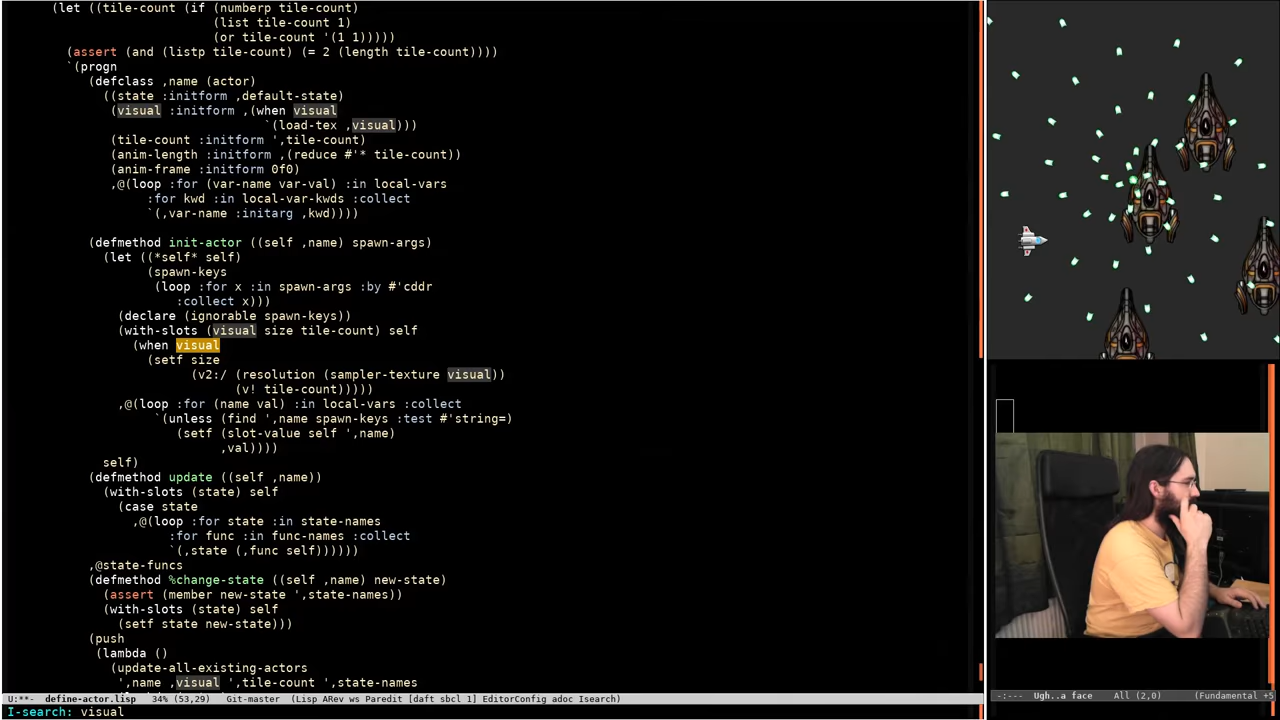 (let ((tile-count (if (numberp tile-count)
(list tile-count 1)
(or tile-count '(1 1)))))
(assert (and (listp tile-count) (= 2 (length tile-count))))
`(progn
(defclass ,name (actor)
((state :initform ,default-state)
(visual :initform ,(when visual
`(load-tex ,visual)))
(tile-count :initform ',tile-count)
(anim-length :initform ,(reduce #'* tile-count))
(anim-frame :initform 0f0)
,@(loop :for (var-name var-val) :in local-vars
:for kwd :in local-var-kwds :collect
`(,var-name :initarg ,kwd))))
(defmethod init-actor ((self ,name) spawn-args)
(let ((*self* self)
(spawn-keys
(loop :for x :in spawn-args :by #'cddr
:collect x)))
(declare (ignorable spawn-keys))
(with-slots (visual size tile-count) self
(when visual
(setf size
(v2:/ (resolution (sampler-texture visual))
(v! tile-count)))))
,@(loop :for (name val) :in local-vars :collect
`(unless (find ',name spawn-keys :test #'string=)
(setf (slot-value self ',name)
,val))))
self)
(defmethod update ((self ,name))
(with-slots (state) self
(case state
,@(loop :for state :in state-names
:for func :in func-names :collect
`(,state (,func self))))))
,@state-funcs
(defmethod %change-state ((self ,name) new-state)
(assert (member new-state ',state-names))
(with-slots (state) self
(setf state new-state)))
(push
(lambda ()
(update-all-existing-actors
',name ,visual ',tile-count ',state-names
U:**- define-actor.lisp 34% (53,29) Git-master (Lisp ARev ws Paredit [daft sbcl 1] EditorConfig adoc Isearch)
I-search: visual
-:--- Ugh..a face All (2,0) (Fundamental +5